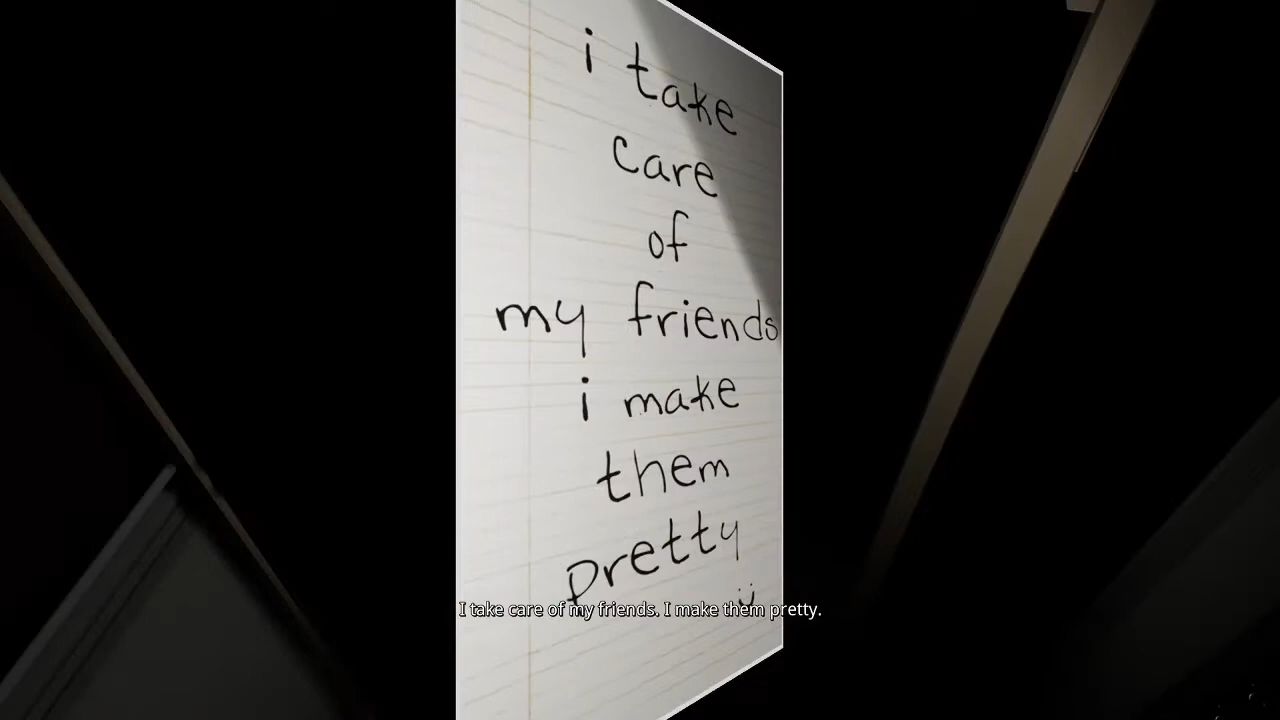 i take
care
of
my friends
i make
them
pretty
I take care of my friends. I make them pretty.